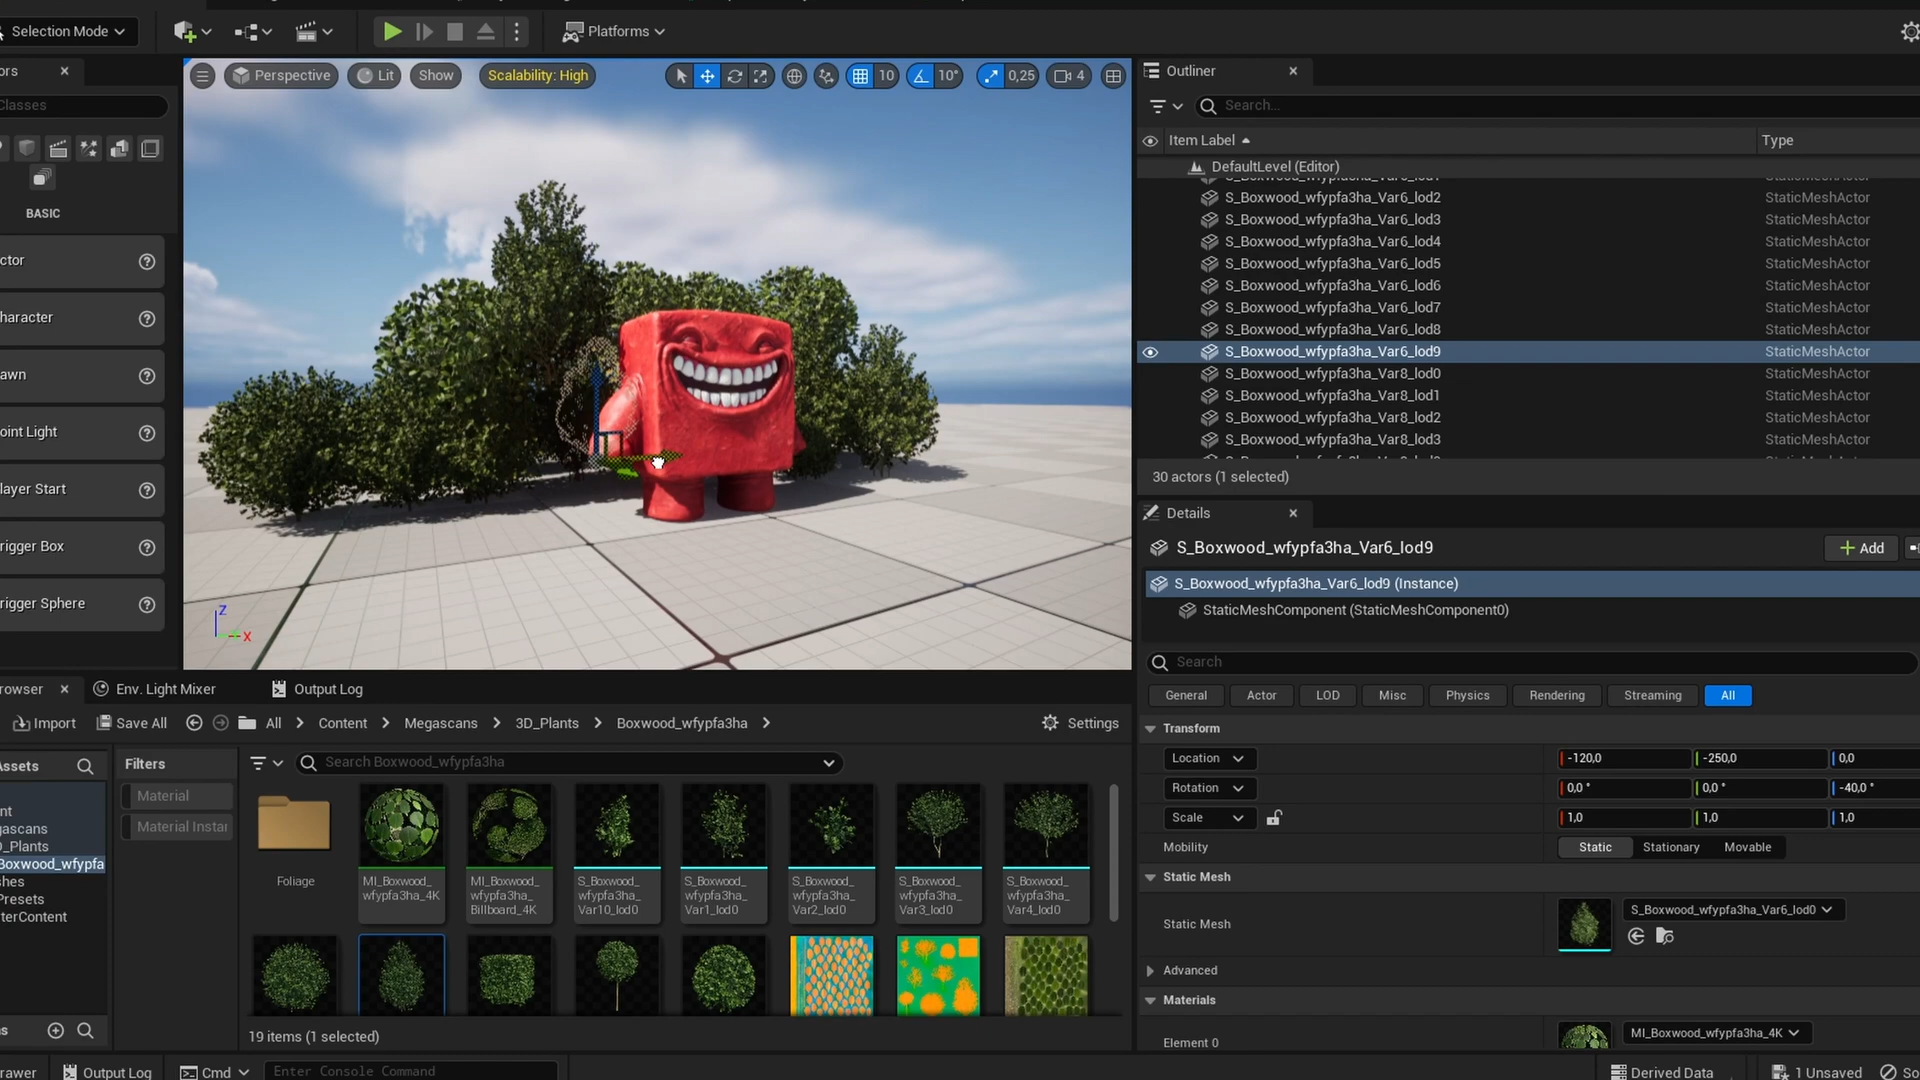 Selection Mode
Platforms
ors
Classes
BASIC
ctor
haracter
awn
oint Light
layer Start
rigger Box
rigger Sphere
Perspective
Lit
Show
Scalability: High
10
10°
0,25
4
Z
X
Outliner
Search...
Item Label
Type
DefaultLevel (Editor)
S_Boxwood_wfypfa3ha_Var6_lod2 StaticMeshActor
S_Boxwood_wfypfa3ha_Var6_lod3 StaticMeshActor
S_Boxwood_wfypfa3ha_Var6_lod4 StaticMeshActor
S_Boxwood_wfypfa3ha_Var6_lod5 StaticMeshActor
S_Boxwood_wfypfa3ha_Var6_lod6 StaticMeshActor
S_Boxwood_wfypfa3ha_Var6_lod7 StaticMeshActor
S_Boxwood_wfypfa3ha_Var6_lod8 StaticMeshActor
S_Boxwood_wfypfa3ha_Var6_lod9 StaticMeshActor
S_Boxwood_wfypfa3ha_Var8_lod0 StaticMeshActor
S_Boxwood_wfypfa3ha_Var8_lod1 StaticMeshActor
S_Boxwood_wfypfa3ha_Var8_lod2 StaticMeshActor
S_Boxwood_wfypfa3ha_Var8_lod3 StaticMeshActor
30 actors (1 selected)
Details
S_Boxwood_wfypfa3ha_Var6_lod9
Add
S_Boxwood_wfypfa3ha_Var6_lod9 (Instance)
StaticMeshComponent (StaticMeshComponent0)
Search
General Actor LOD Misc Physics Rendering Streaming All
Transform
Location -120,0 -250,0 0,0
Rotation 0,0 ° 0,0 ° -40,0 °
Scale 1,0 1,0 1,0
Mobility Static Stationary Movable
Static Mesh
Static Mesh S_Boxwood_wfypfa3ha_Var6_lod0
Advanced
Materials
Element 0 MI_Boxwood_wfypfa3ha_4K
rowser
Env. Light Mixer
Output Log
Import
Save All
All
Content
Megascans
3D_Plants
Boxwood_wfypfa3ha
Settings
Assets
nt
gascans
D_Plants
Boxwood_wfypfa
shes
Presets
terContent
ns
Filters
Material
Material Instan
Search Boxwood_wfypfa3ha
Foliage
MI_Boxwood_
wfypfa3ha_4K
MI_Boxwood_
wfypfa3ha_
Billboard_4K
S_Boxwood_
wfypfa3ha_
Var10_lod0
S_Boxwood_
wfypfa3ha_
Var1_lod0
S_Boxwood_
wfypfa3ha_
Var2_lod0
S_Boxwood_
wfypfa3ha_
Var3_lod0
S_Boxwood_
wfypfa3ha_
Var4_lod0
19 items (1 selected)
rawer
Output Log
Cmd
Enter Console Command
Derived Data
1 Unsaved
So